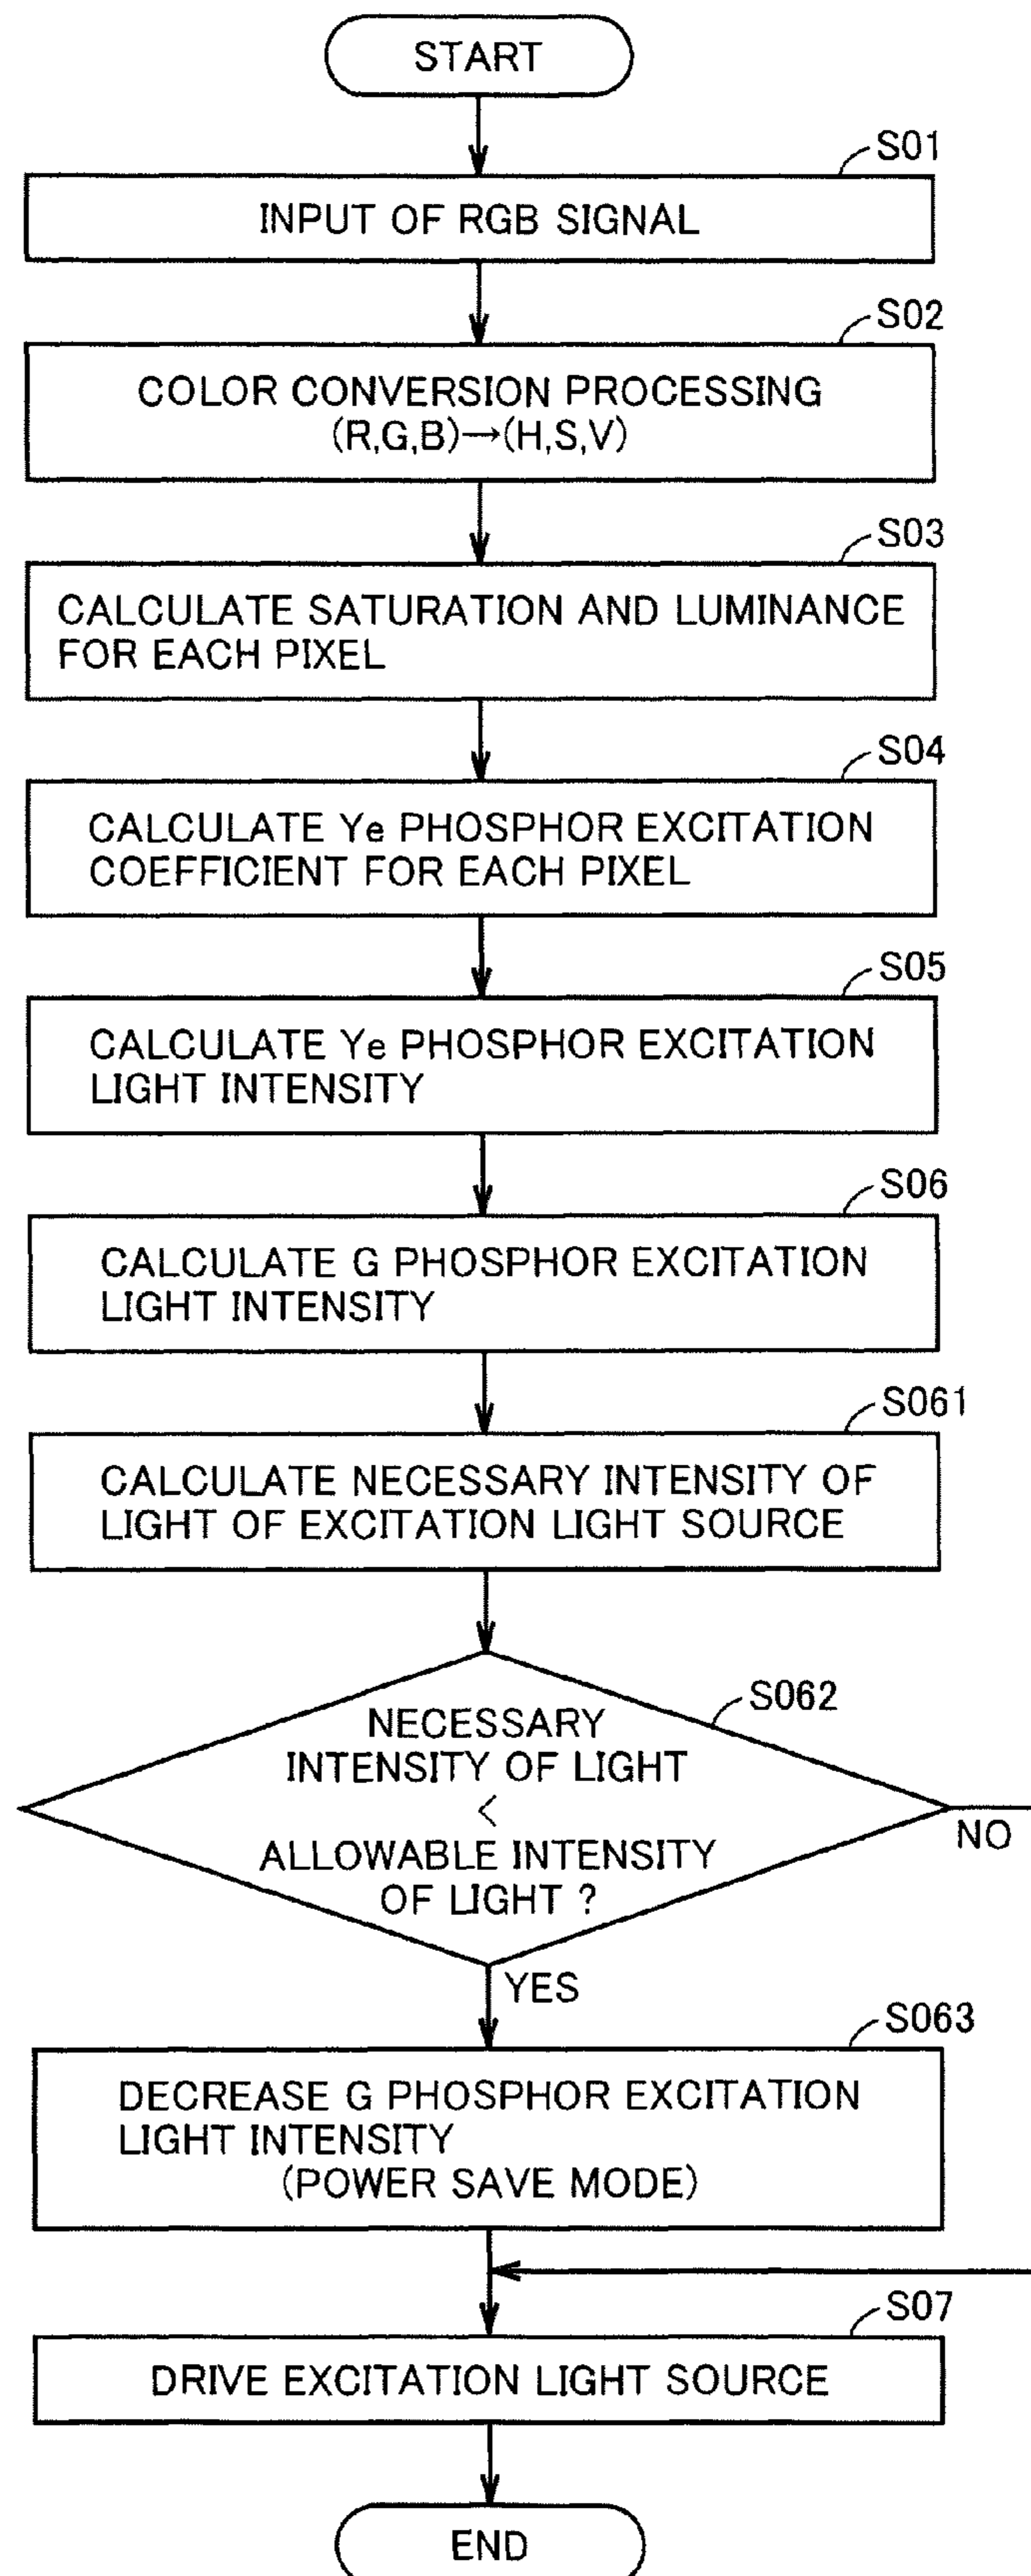 START
S01
INPUT OF RGB SIGNAL
S02
COLOR CONVERSION PROCESSING
(R,G,B)→(H,S,V)
S03
CALCULATE SATURATION AND LUMINANCE
FOR EACH PIXEL
S04
CALCULATE Ye PHOSPHOR EXCITATION
COEFFICIENT FOR EACH PIXEL
S05
CALCULATE Ye PHOSPHOR EXCITATION
LIGHT INTENSITY
S06
CALCULATE G PHOSPHOR EXCITATION
LIGHT INTENSITY
S061
CALCULATE NECESSARY INTENSITY OF
LIGHT OF EXCITATION LIGHT SOURCE
S062
NECESSARY
INTENSITY OF LIGHT
<
ALLOWABLE INTENSITY
OF LIGHT ?
NO
YES
S063
DECREASE G PHOSPHOR EXCITATION
LIGHT INTENSITY
(POWER SAVE MODE)
S07
DRIVE EXCITATION LIGHT SOURCE
END